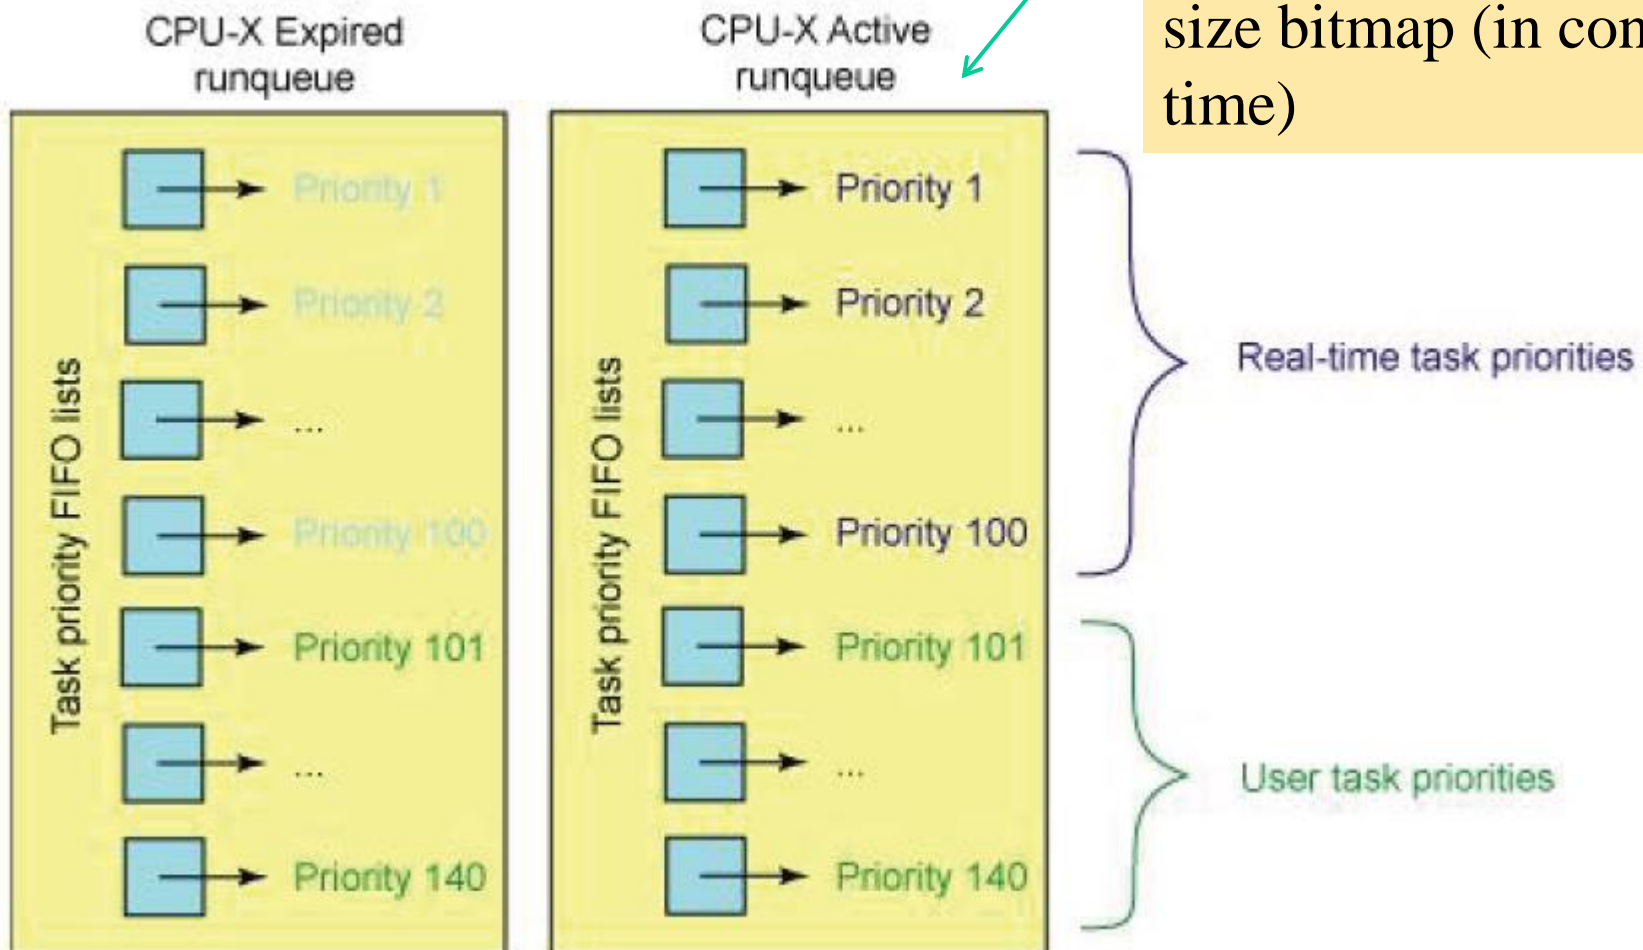 CPU-X Expired
runqueue
CPU-X Active
runqueue
size bitmap (in con
time)
Task priority FIFO lists
Priority 1
Priority 2
...
Priority 100
Priority 101
...
Priority 140
Task priority FIFO lists
Priority 1
Priority 2
...
Priority 100
Priority 101
...
Priority 140
Real-time task priorities
User task priorities